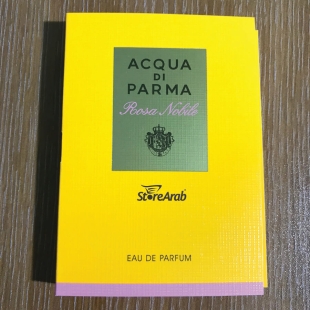 ACQUA
DI
PARMA
Rosa Nobile
StoreArab
EAU DE PARFUM